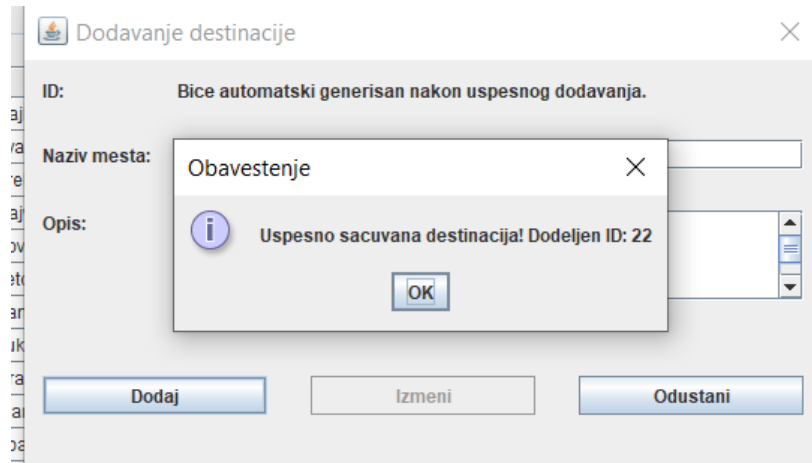 Dodavanje destinacije
ID: Bice automatski generisan nakon uspesnog dodavanja.
Naziv mesta:
Obavestenje
Opis:
Uspesno sacuvana destinacija! Dodeljen ID: 22
OK
Dodaj Izmeni Odustani